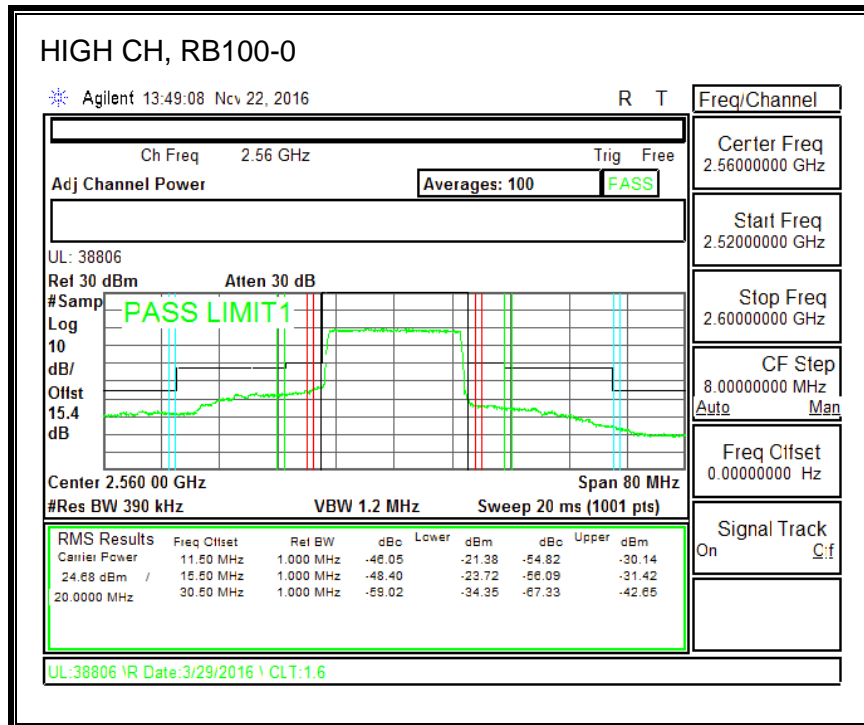 HIGH CH, RB100-0
Agilent 13:49:08 Nov 22, 2016 R T
Freq/Channel
Ch Freq 2.56 GHz Trig Free
Adj Channel Power Averages: 100 PASS
UL: 38806
Ref 30 dBm Atten 30 dB
#Samp
Log
10
dB/
Offst
15.4
dB
PASS LIMIT1
Center 2.560 00 GHz Span 80 MHz
#Res BW 390 kHz VBW 1.2 MHz Sweep 20 ms (1001 pts)
RMS Results Freq Offset Ref BW dBc Lower dBm dBc Upper dBm
Carrier Power 11.50 MHz 1.000 MHz -46.05 -21.38 -54.82 -30.14
24.68 dBm / 15.50 MHz 1.000 MHz -48.40 -23.72 -56.09 -31.42
20.0000 MHz 30.50 MHz 1.000 MHz -59.02 -34.35 -67.33 -42.65
UL:38806 \R Date:3/29/2016 \ CLT:1.6
Center Freq
2.56000000 GHz
Start Freq
2.52000000 GHz
Stop Freq
2.60000000 GHz
CF Step
8.00000000 MHz
Auto Man
Freq Offset
0.00000000 Hz
Signal Track
On Off